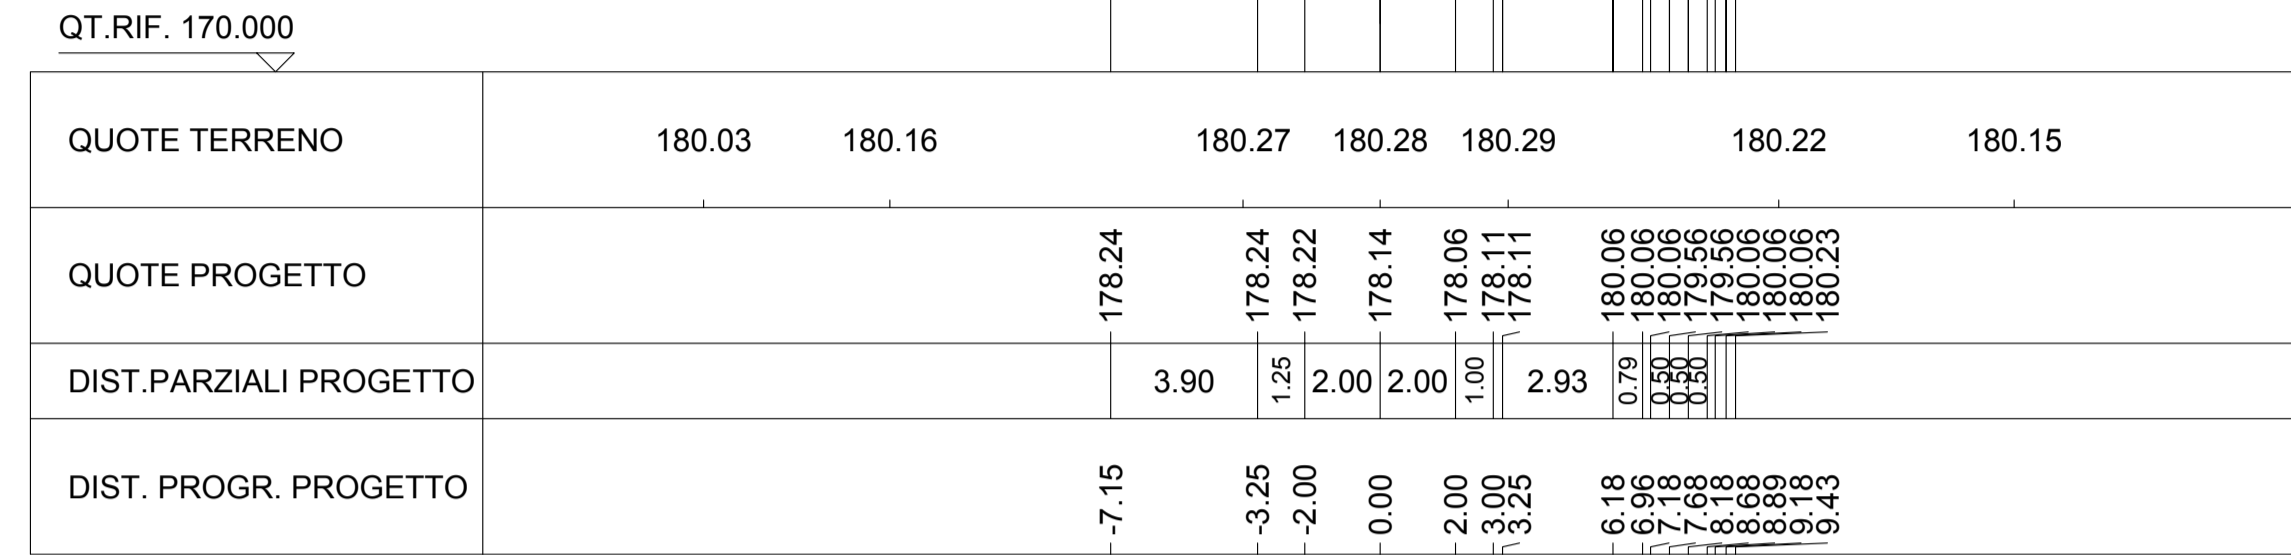 QT.RIF. 170.000
QUOTE TERRENO 180.03 180.16 180.27 180.28 180.29 180.22 180.15
QUOTE PROGETTO 178.24 178.24 178.22 178.14 178.06 178.11 178.11 180.06 180.06 180.06 179.56 179.56 180.06 180.06 180.06 180.23
DIST.PARZIALI PROGETTO 3.90 1.25 2.00 2.00 1.00 2.93 0.79 0.50 0.50 0.50
DIST. PROGR. PROGETTO -7.15 -3.25 -2.00 0.00 2.00 3.00 3.25 6.18 6.96 7.18 7.68 8.18 8.68 8.89 9.18 9.43